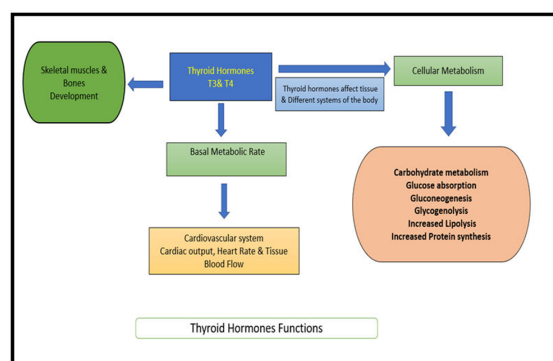 Skeletal muscles &
Bones
Development
Thyroid Hormones
T3& T4
Cellular Metabolism
Thyroid hormones affect tissue
& Different systems of the body
Basal Metabolic Rate
Carbohydrate metabolism
Glucose absorption
Gluconeogenesis
Glycogenolysis
Increased Lipolysis
Increased Protein synthesis
Cardiovascular system
Cardiac output, Heart Rate & Tissue
Blood Flow
Thyroid Hormones Functions